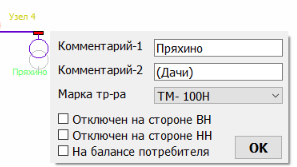 Узел 4
Пряхино
Комментарий-1 Пряхино
Комментарий-2 (Дачи)
Марка тр-ра ТМ- 100Н
Отключен на стороне ВН
Отключен на стороне НН
На балансе потребителя
OK